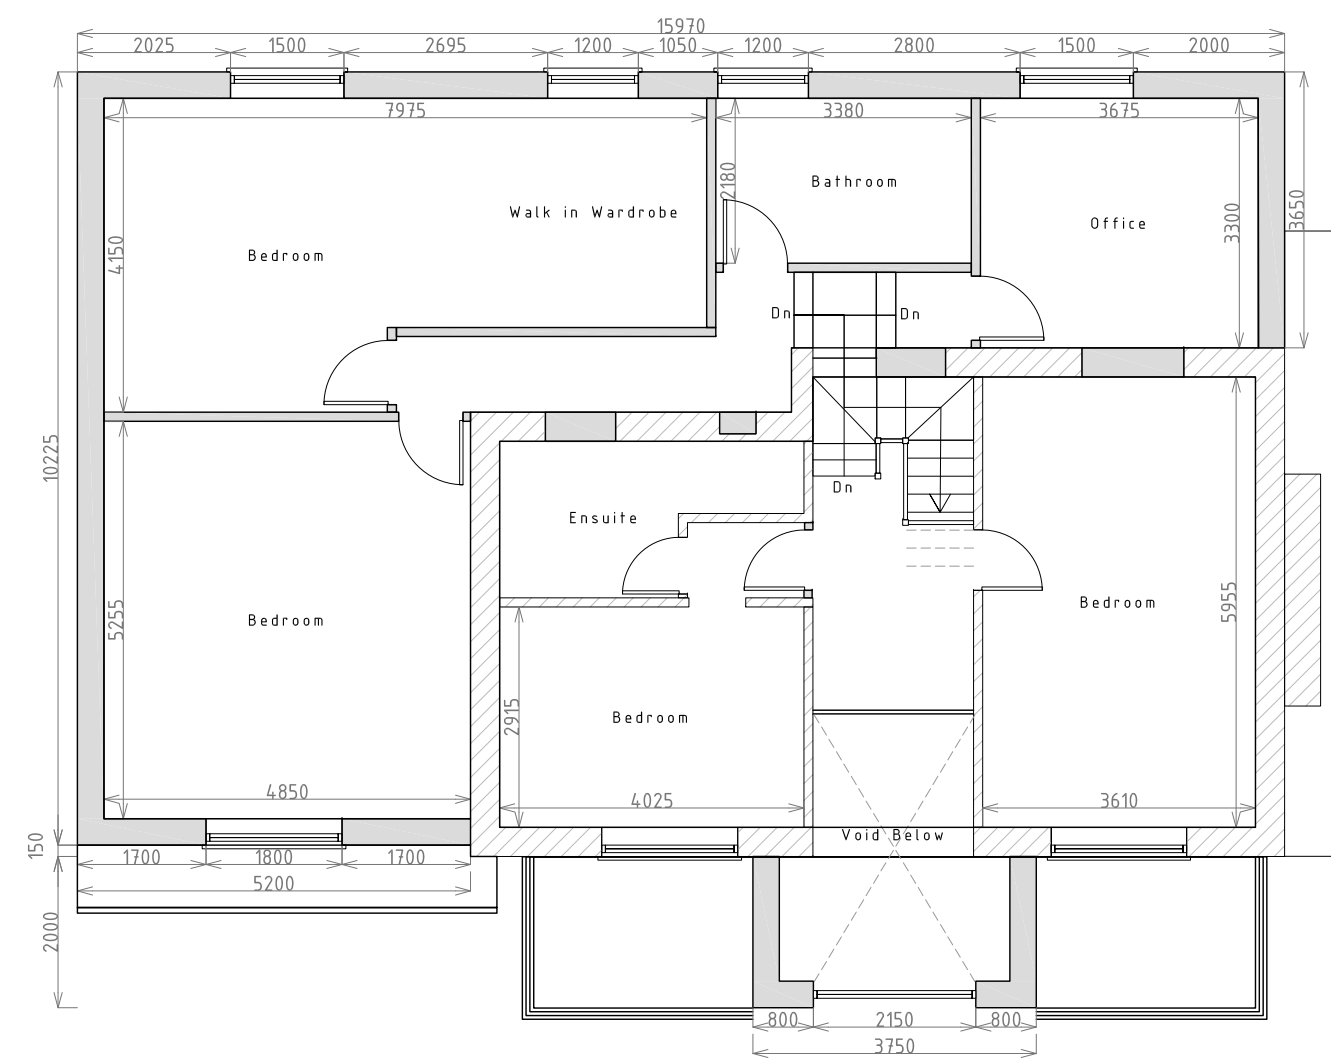 15970
2025 1500 2695 1200 1050 1200 2800 1500 2000
7975 3380 3675
2180
Bathroom
Walk in Wardrobe
3650
3300
Office
4150
Bedroom
Dn Dn
10225
Dn
Ensuite
5255
Bedroom
5955
Bedroom
2915
Bedroom
4850
4025 3610
Void Below
150
1700 1800 1700
5200
2000
800 2150 800
3750